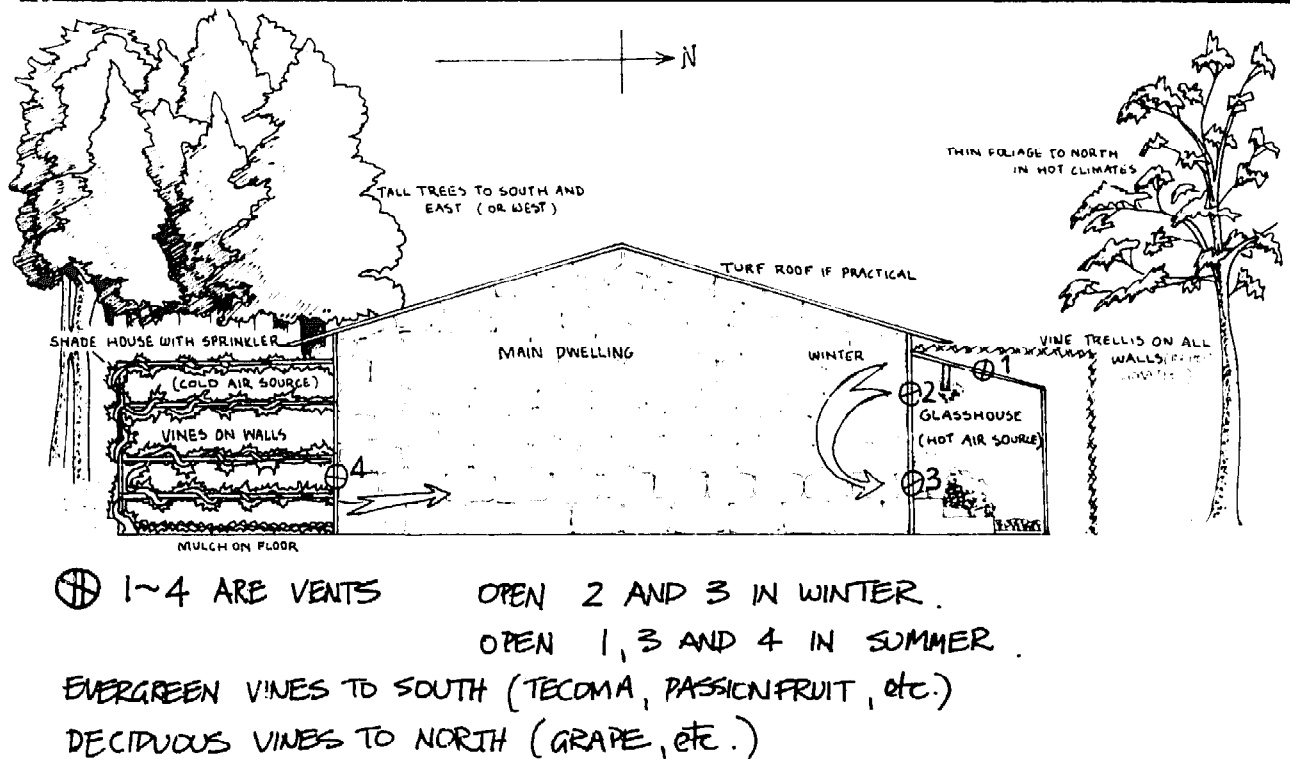 N
THIN FOLIAGE TO NORTH
IN HOT CLIMATES
TALL TREES TO SOUTH AND
EAST (OR WEST)
TURF ROOF IF PRACTICAL
SHADE HOUSE WITH SPRINKLER
(COLD AIR SOURCE)
VINES ON WALLS
MULCH ON FLOOR
4
MAIN DWELLING
WINTER
VINE TRELLIS ON ALL
WALLS
1
2
GLASSHOUSE
(HOT AIR SOURCE)
3
1~4 ARE VENTS
OPEN 2 AND 3 IN WINTER.
OPEN 1, 3 AND 4 IN SUMMER.
EVERGREEN VINES TO SOUTH (TECOMA, PASSIONFRUIT, etc.)
DECIDUOUS VINES TO NORTH (GRAPE, etc.)